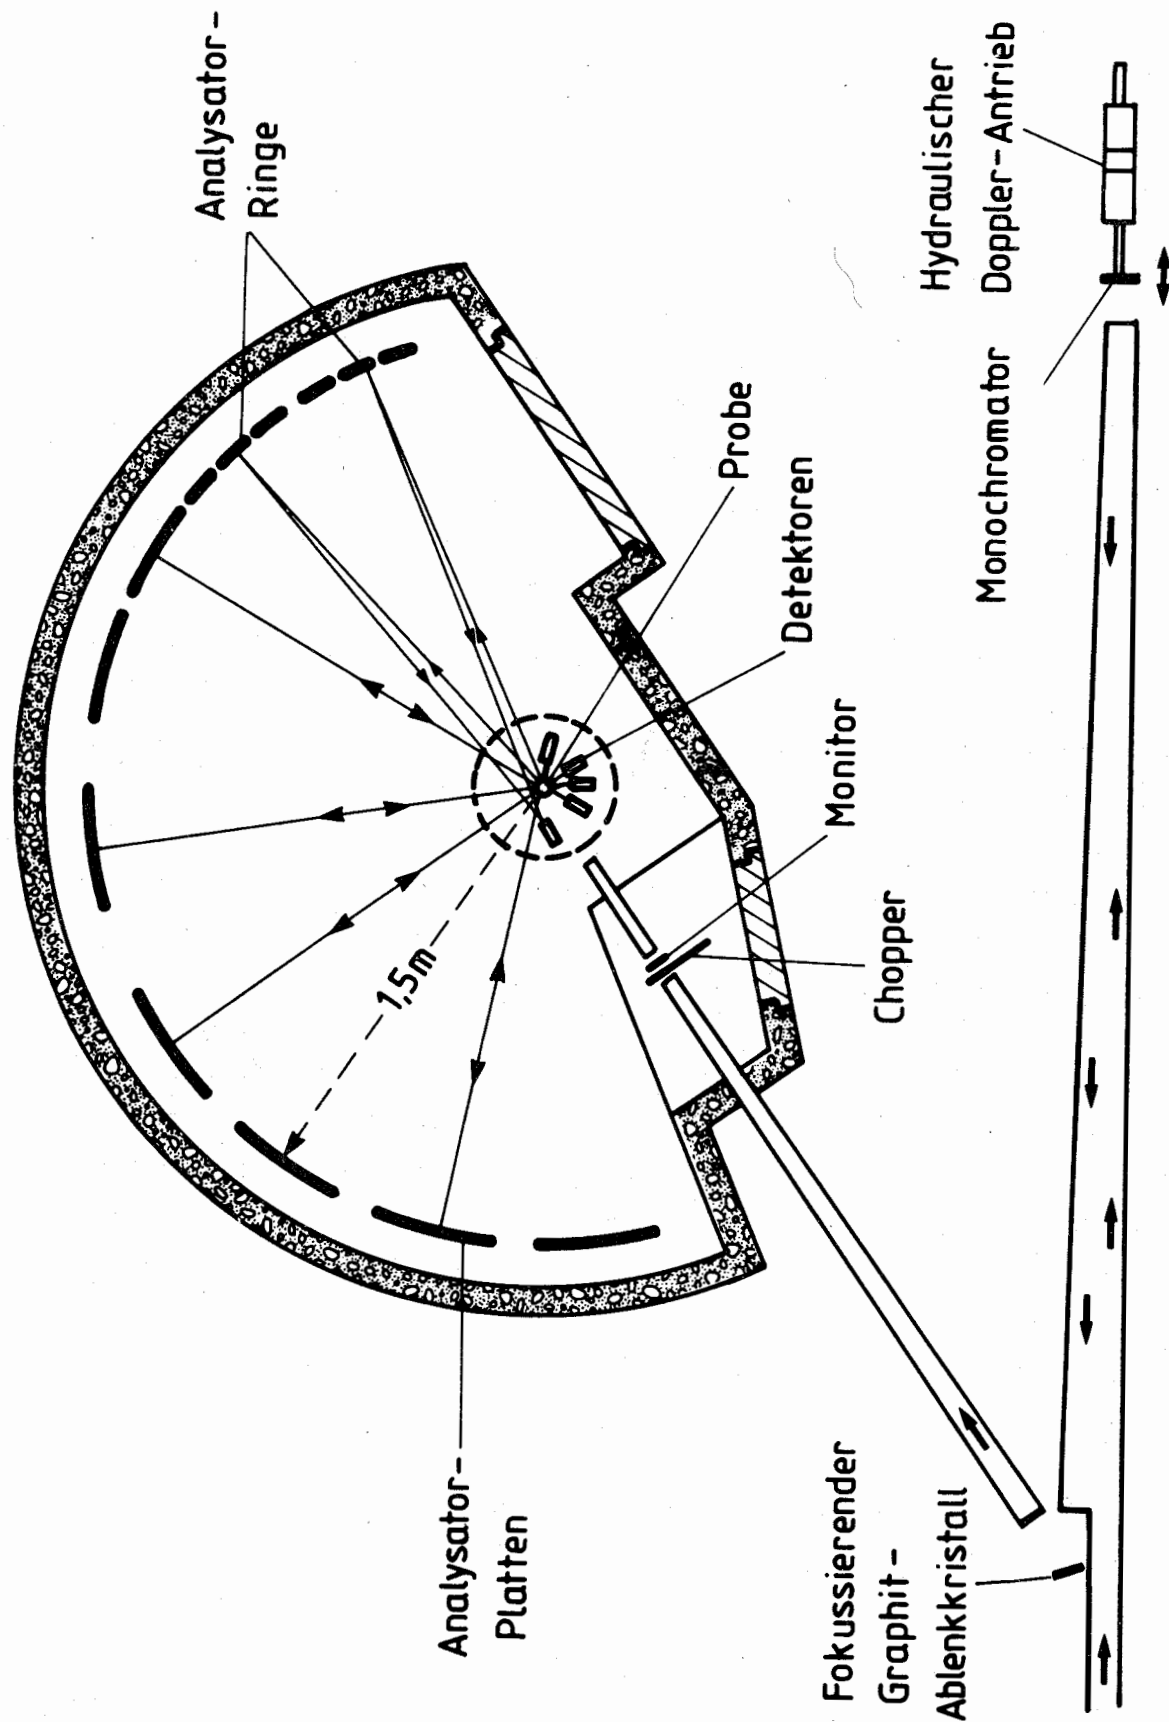 Analysator-
Ringe
Hydraulischer
Doppler-Antrieb
Monochromator
Probe
Detektoren
Monitor
Chopper
1,5m
Analysator-
Platten
Fokussierender
Graphit-
Ablenkkristall